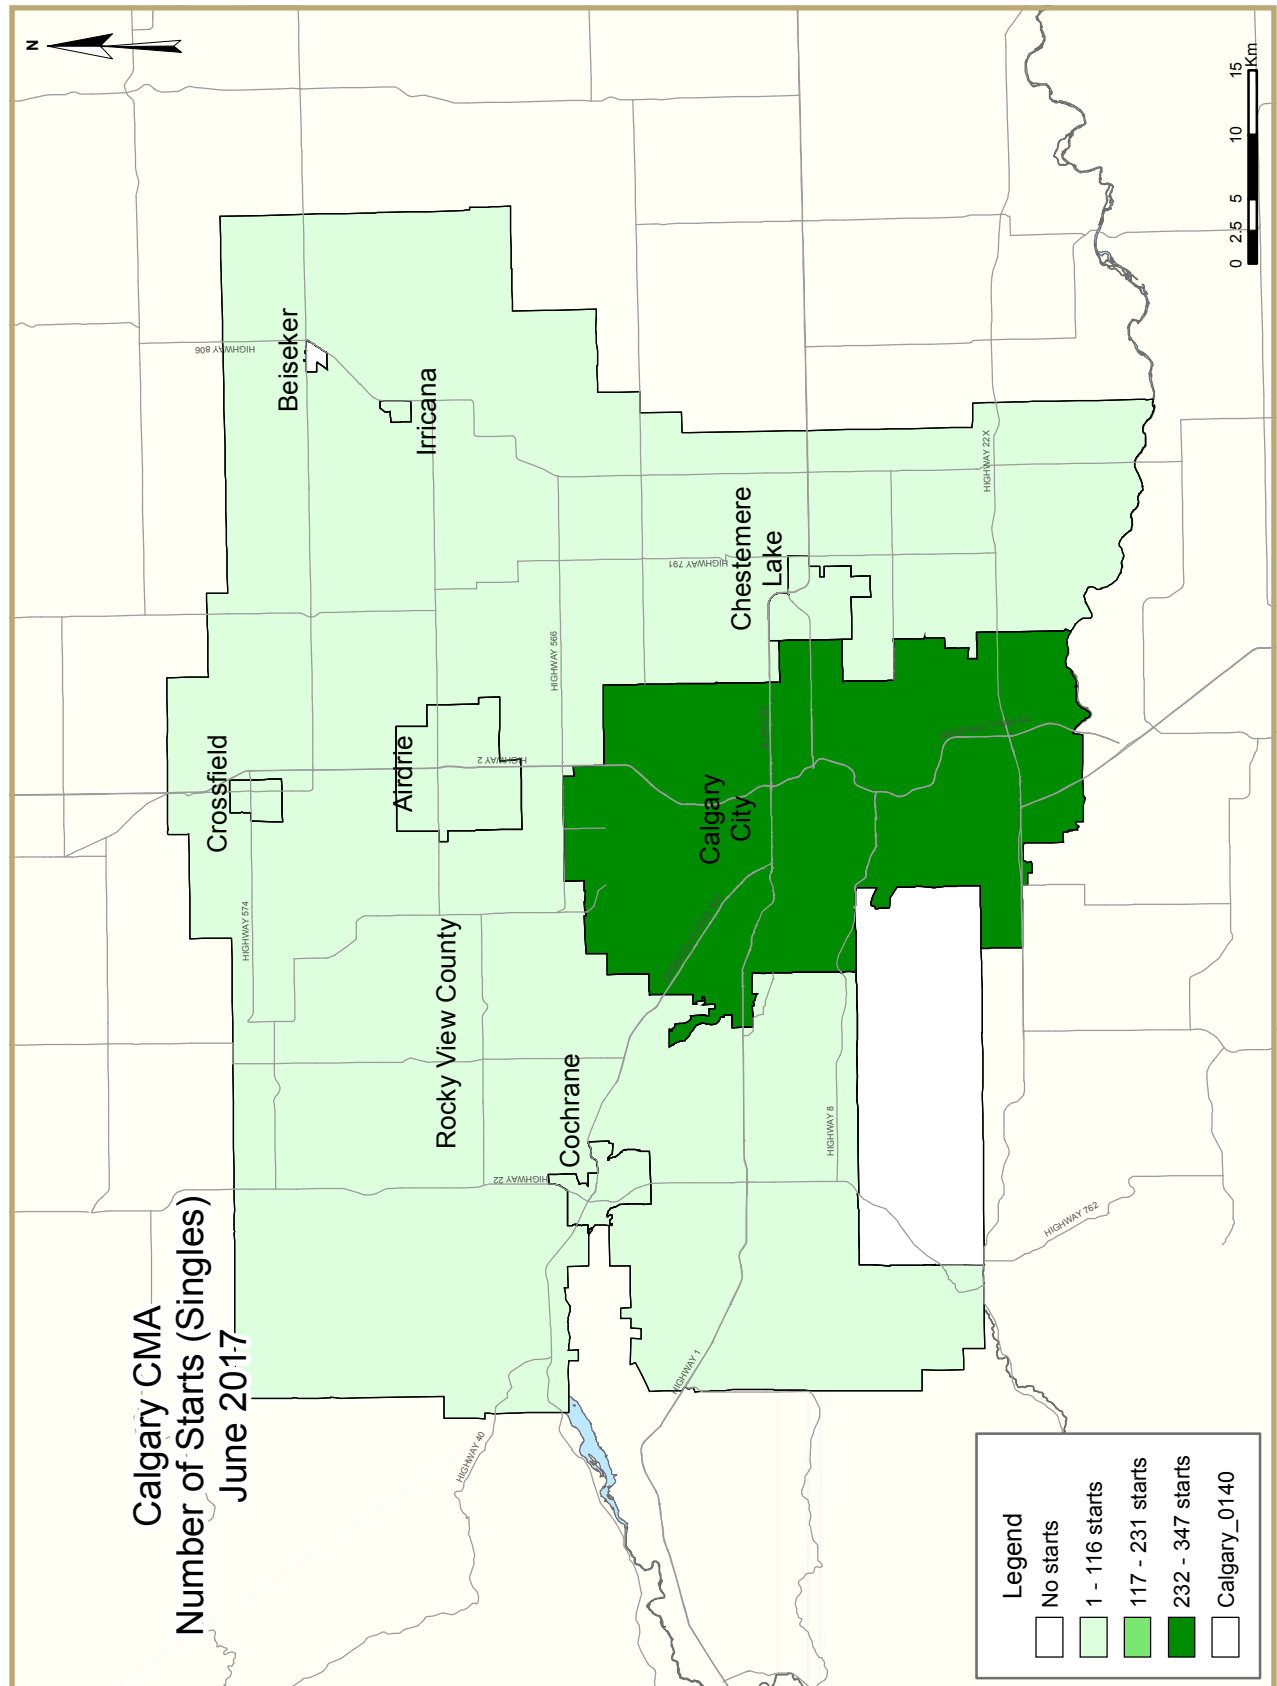 Calgary CMA
Number of Starts (Singles)
June 2017
N
Beiseker
Irricana
Crossfield
Airdrie
Rocky View County
Cochrane
Chestemere
Lake
Calgary
City
HIGHWAY 806
HIGHWAY 574
HIGHWAY 2
HIGHWAY 566
HIGHWAY 791
HIGHWAY 22X
HIGHWAY 22
HIGHWAY 8
HIGHWAY 762
HIGHWAY 1
HIGHWAY 40
Legend
No starts
1 - 116 starts
117 - 231 starts
232 - 347 starts
Calgary_0140
0 2.5 5 10 15
Km